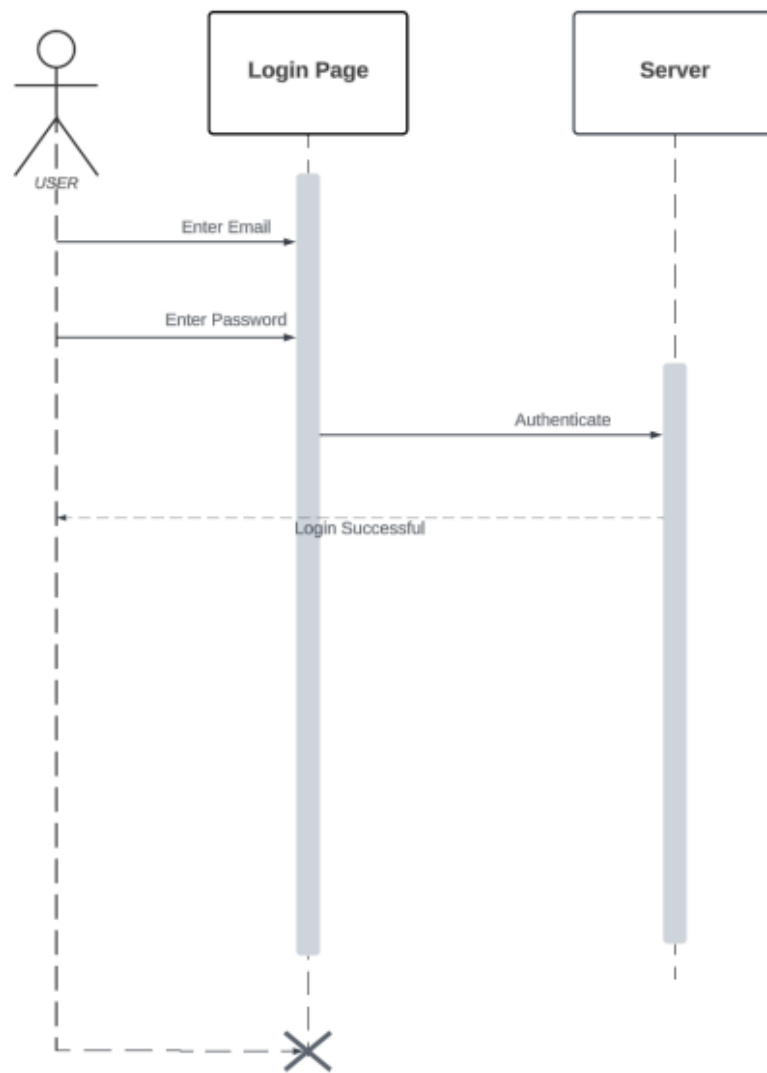 Login Page
Server
USER
Enter Email
Enter Password
Authenticate
Login Successful